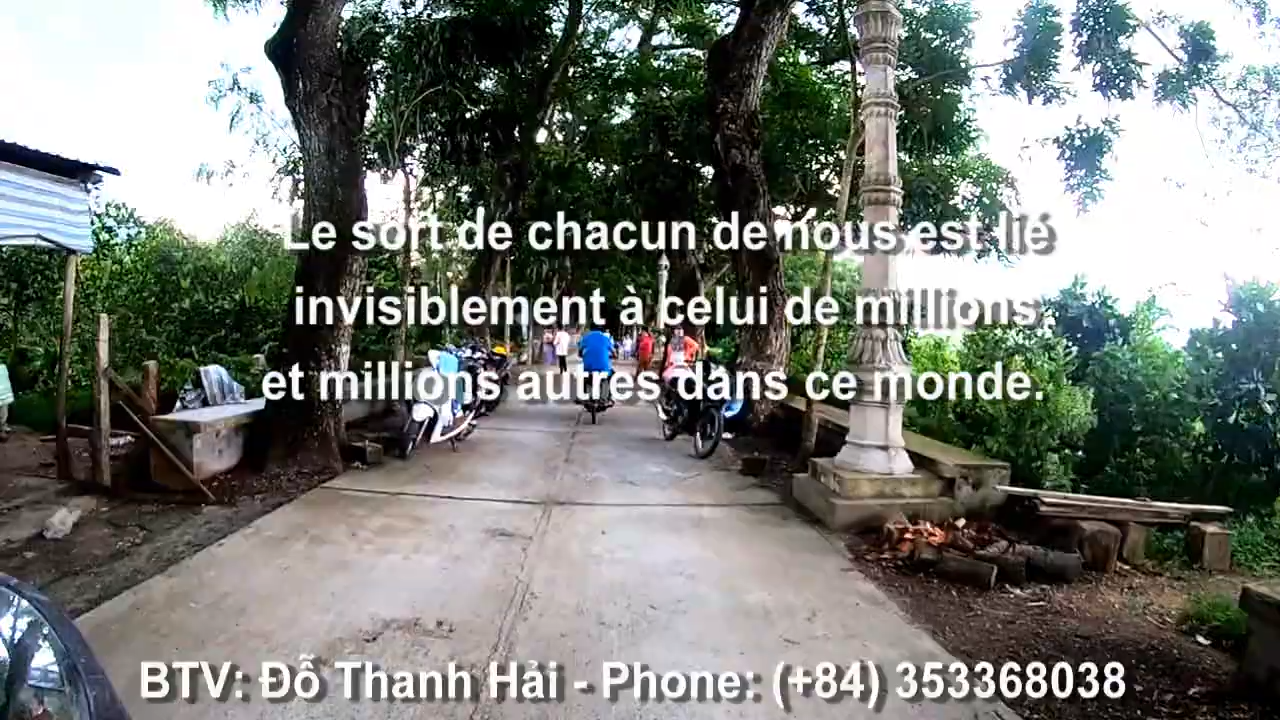 Le sort de chacun de nous est lié
invisiblement à celui de millions
et millions autres dans ce monde.
BTV: Đỗ Thanh Hải - Phone: (+84) 353368038